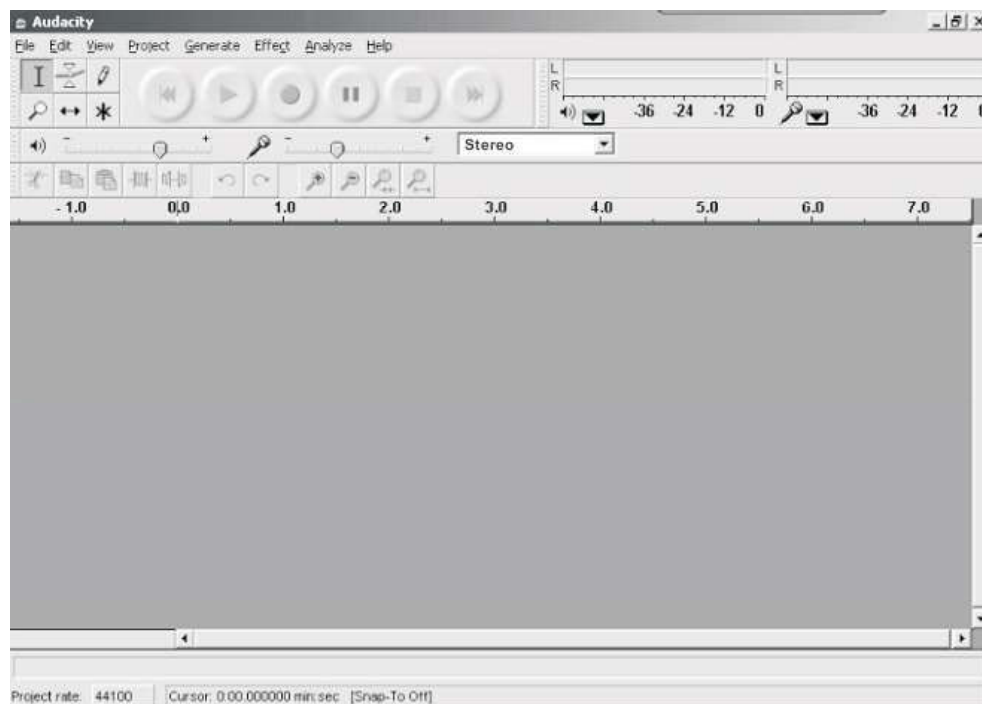 Audacity
File Edit View Project Generate Effect Analyze Help
L L
R R
-36 -24 -12 0 -36 -24 -12 0
- + - + Stereo
- 1.0 0.0 1.0 2.0 3.0 4.0 5.0 6.0 7.0
Project rate: 44100 Cursor: 0:00.000000 min:sec [Snap-To Off]